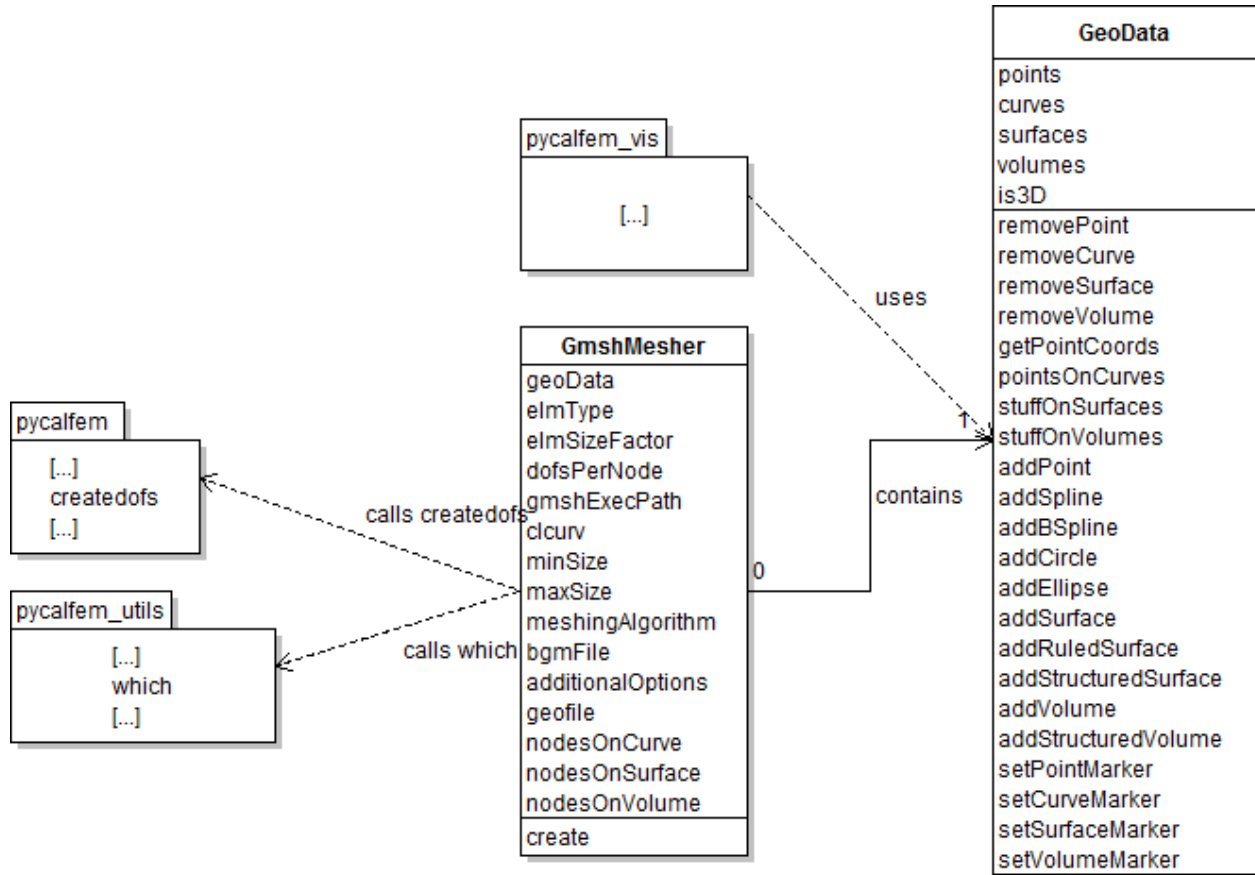 GeoData
points
curves
surfaces
volumes
is3D
removePoint
removeCurve
removeSurface
removeVolume
getPointCoords
pointsOnCurves
stuffOnSurfaces
stuffOnVolumes
addPoint
addSpline
addBSpline
addCircle
addEllipse
addSurface
addRuledSurface
addStructuredSurface
addVolume
addStructuredVolume
setPointMarker
setCurveMarker
setSurfaceMarker
setVolumeMarker
pycalfem_vis
[...]
uses
1
contains
0
GmshMesher
geoData
elmType
elmSizeFactor
dofsPerNode
gmshExecPath
clcurv
minSize
maxSize
meshingAlgorithm
bgmFile
additionalOptions
geofile
nodesOnCurve
nodesOnSurface
nodesOnVolume
create
calls createdofs
calls which
pycalfem
[...]
createdofs
[...]
pycalfem_utils
[...]
which
[...]